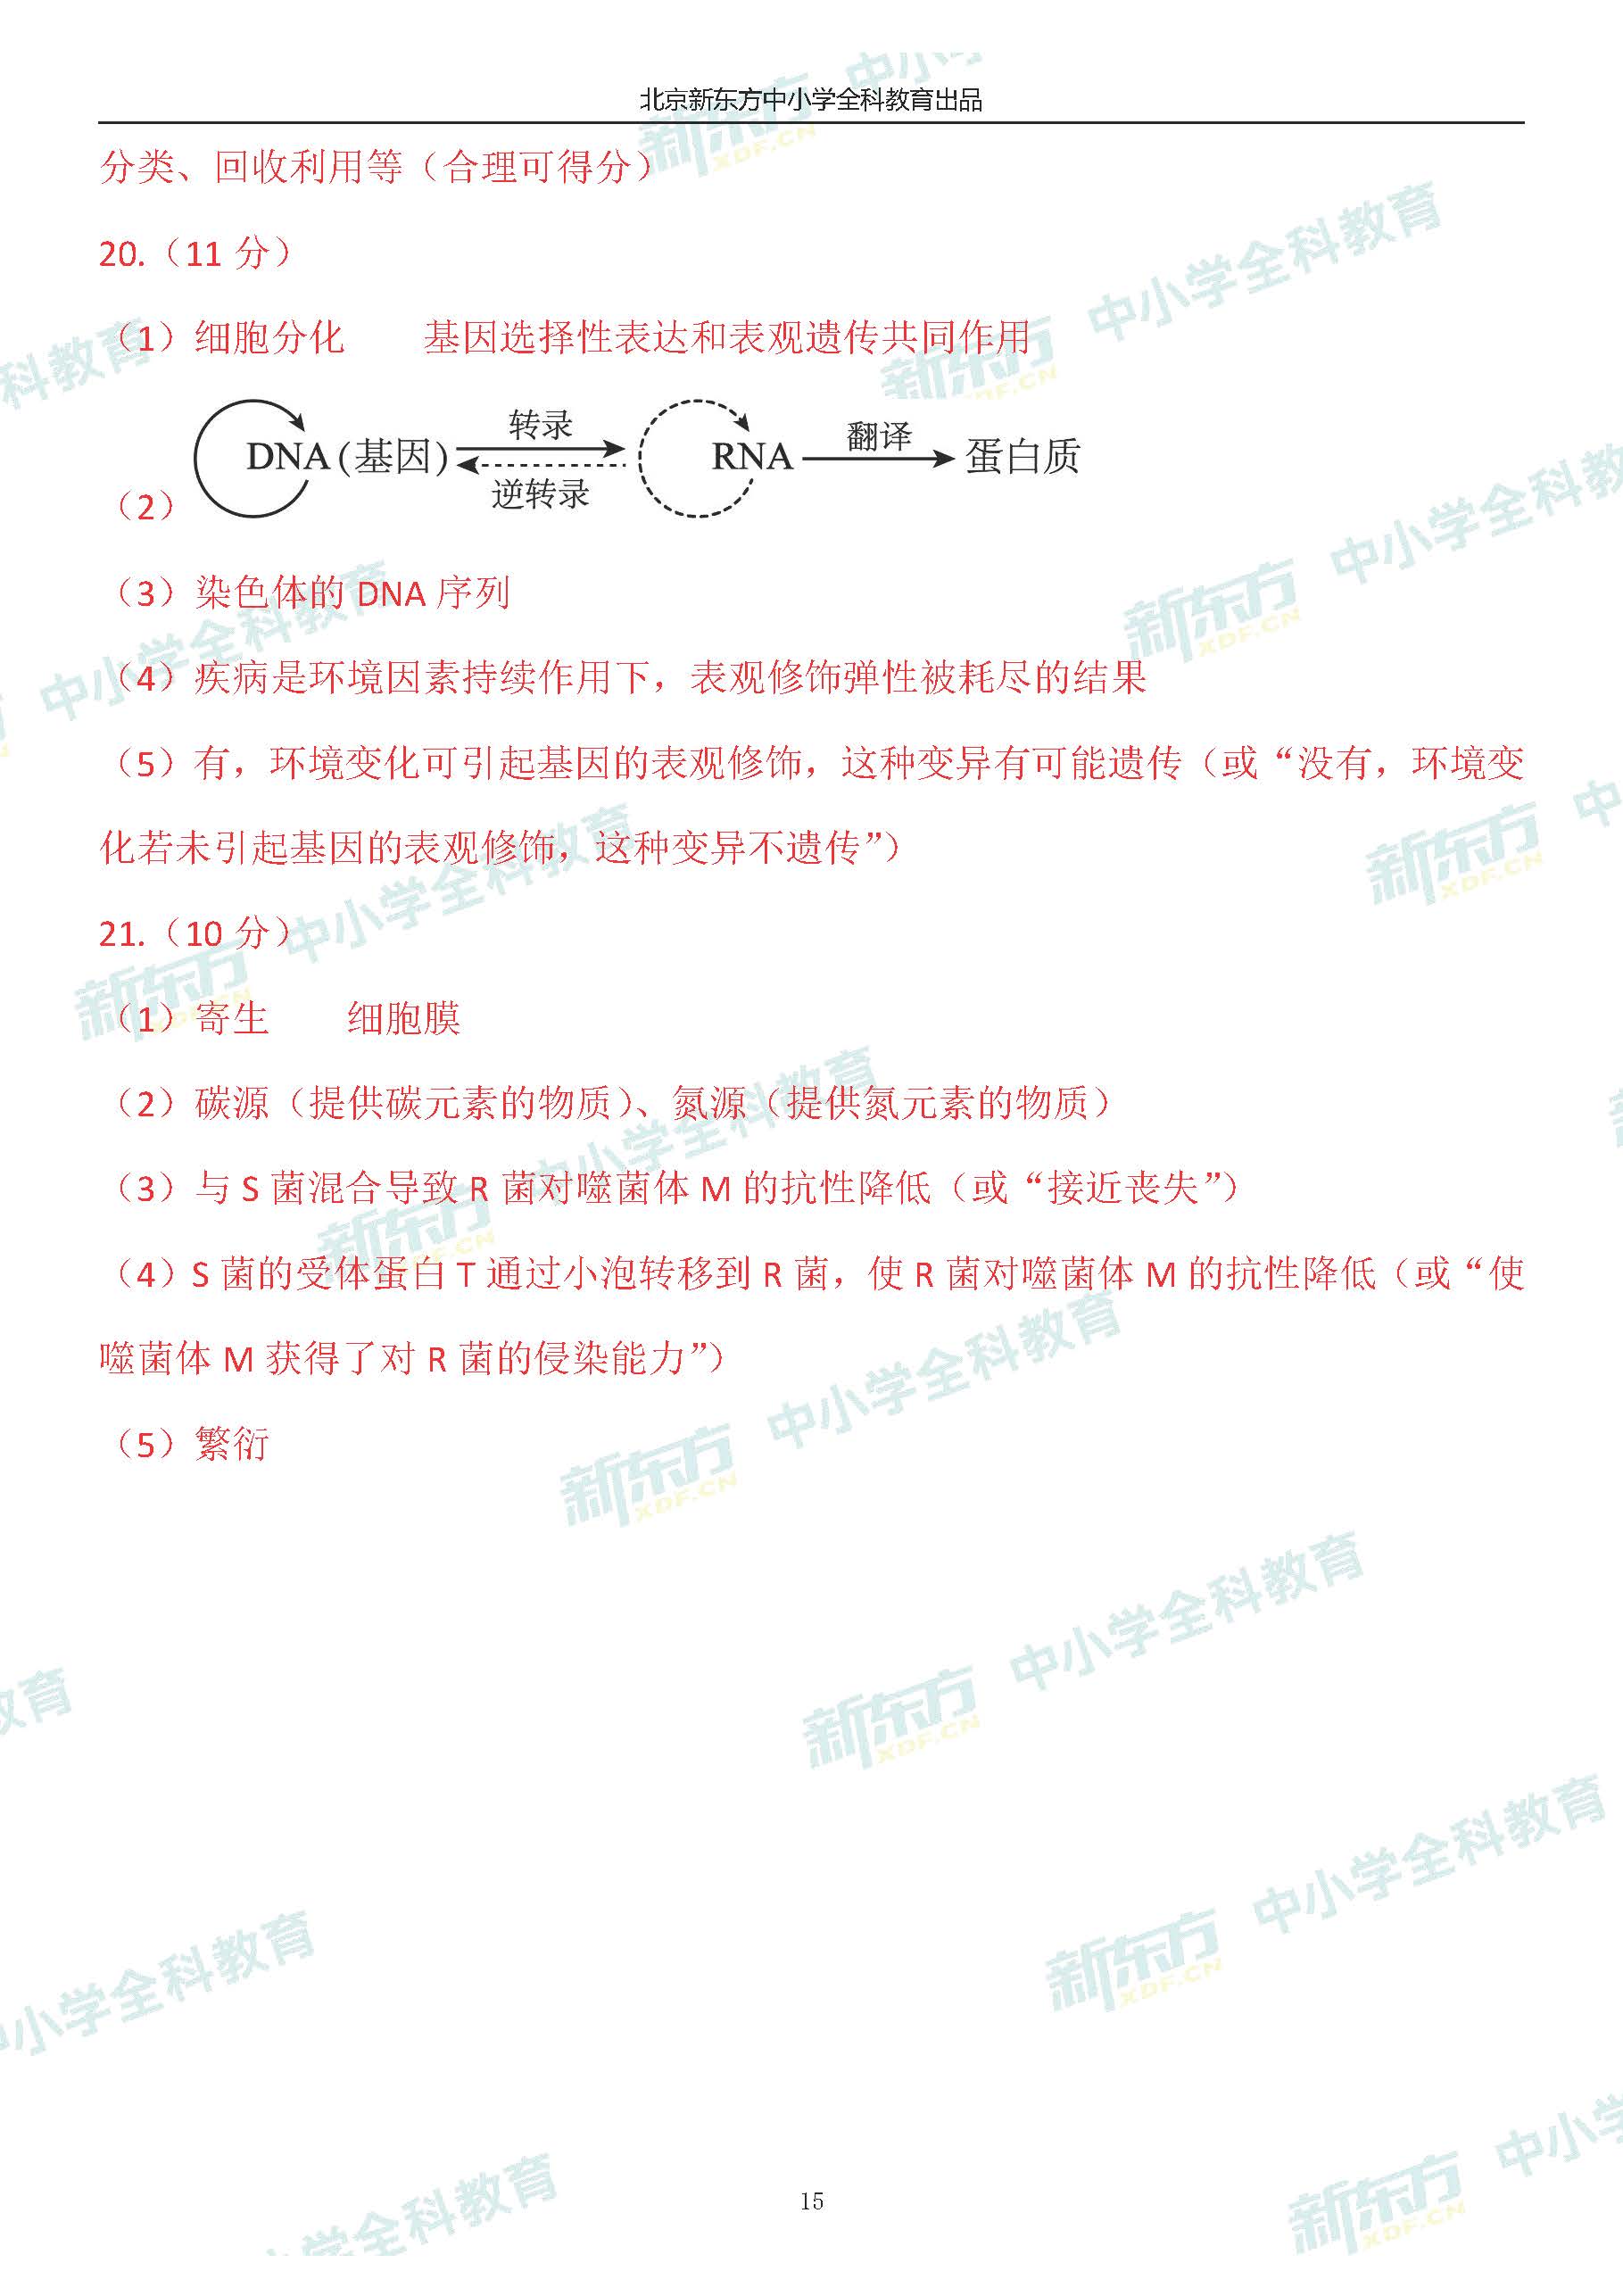 北京新东方中小学全科教育出品
分类、回收利用等（合理可得分）
20.（11 分）
（1）细胞分化　　基因选择性表达和表观遗传共同作用
（2）DNA(基因) 转录 逆转录 RNA 翻译 蛋白质
（3）染色体的 DNA 序列
（4）疾病是环境因素持续作用下，表观修饰弹性被耗尽的结果
（5）有，环境变化可引起基因的表观修饰，这种变异有可能遗传（或“没有，环境变
化若未引起基因的表观修饰，这种变异不遗传”）
21.（10 分）
（1）寄生　　细胞膜
（2）碳源（提供碳元素的物质）、氮源（提供氮元素的物质）
（3）与 S 菌混合导致 R 菌对噬菌体 M 的抗性降低（或“接近丧失”）
（4）S 菌的受体蛋白 T 通过小泡转移到 R 菌，使 R 菌对噬菌体 M 的抗性降低（或“使
噬菌体 M 获得了对 R 菌的侵染能力”）
（5）繁衍
15
新东方 XDF.CN 中小学全科教育